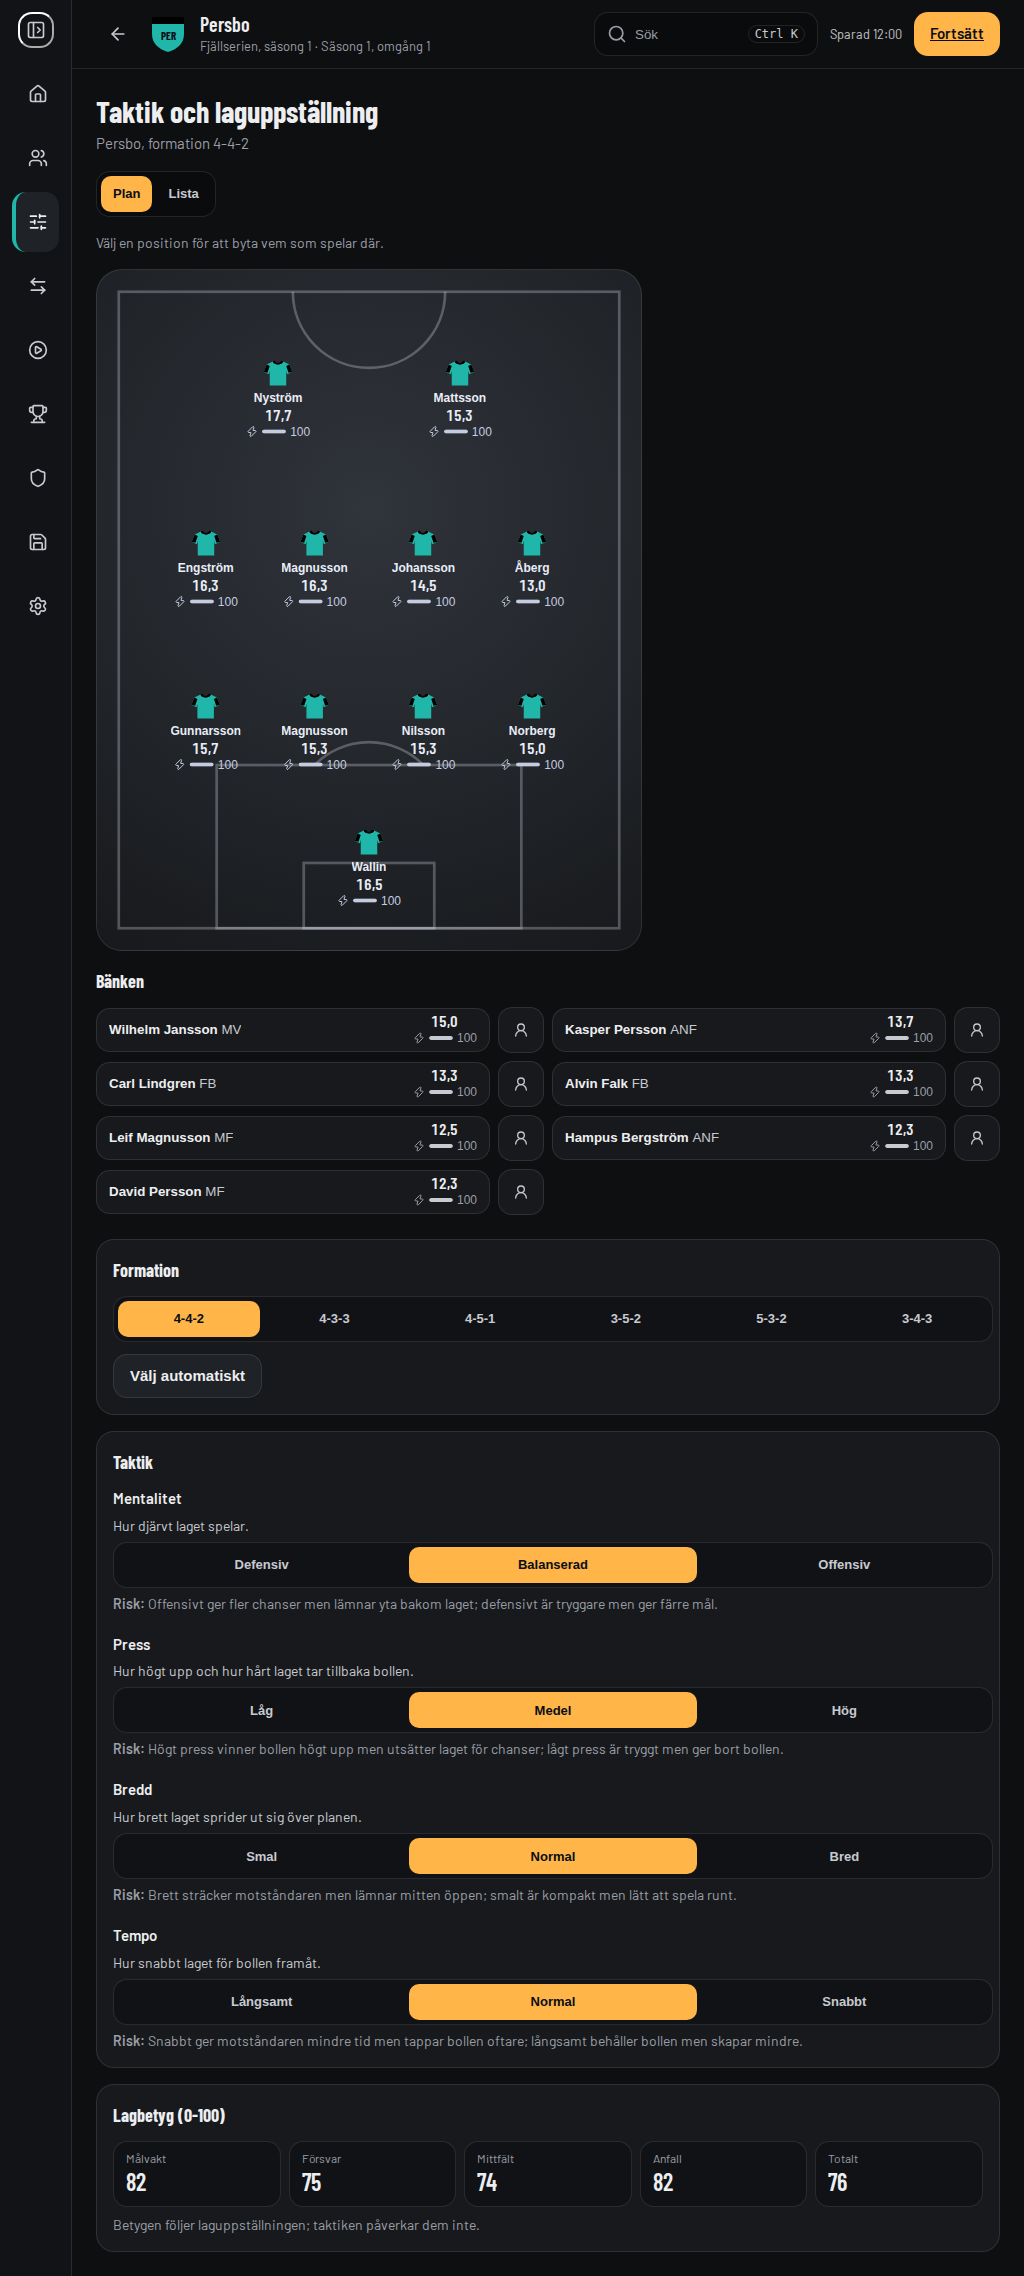 PER
Persbo
Fjällserien, säsong 1 · Säsong 1, omgång 1
Sök
Ctrl K
Sparad 12:00
Fortsätt
Taktik och laguppställning
Persbo, formation 4-4-2
Plan
Lista
Välj en position för att byta vem som spelar där.
Nyström
17,7
100
Mattsson
15,3
100
Engström
16,3
100
Magnusson
16,3
100
Johansson
14,5
100
Åberg
13,0
100
Gunnarsson
15,7
100
Magnusson
15,3
100
Nilsson
15,3
100
Norberg
15,0
100
Wallin
16,5
100
Bänken
Wilhelm Jansson MV
15,0
100
Kasper Persson ANF
13,7
100
Carl Lindgren FB
13,3
100
Alvin Falk FB
13,3
100
Leif Magnusson MF
12,5
100
Hampus Bergström ANF
12,3
100
David Persson MF
12,3
100
Formation
4-4-2
4-3-3
4-5-1
3-5-2
5-3-2
3-4-3
Välj automatiskt
Taktik
Mentalitet
Hur djärvt laget spelar.
Defensiv
Balanserad
Offensiv
Risk: Offensivt ger fler chanser men lämnar yta bakom laget; defensivt är tryggare men ger färre mål.
Press
Hur högt upp och hur hårt laget tar tillbaka bollen.
Låg
Medel
Hög
Risk: Högt press vinner bollen högt upp men utsätter laget för chanser; lågt press är tryggt men ger bort bollen.
Bredd
Hur brett laget sprider ut sig över planen.
Smal
Normal
Bred
Risk: Brett sträcker motståndaren men lämnar mitten öppen; smalt är kompakt men lätt att spela runt.
Tempo
Hur snabbt laget för bollen framåt.
Långsamt
Normal
Snabbt
Risk: Snabbt ger motståndaren mindre tid men tappar bollen oftare; långsamt behåller bollen men skapar mindre.
Lagbetyg (0-100)
Målvakt
82
Försvar
75
Mittfält
74
Anfall
82
Totalt
76
Betygen följer laguppställningen; taktiken påverkar dem inte.